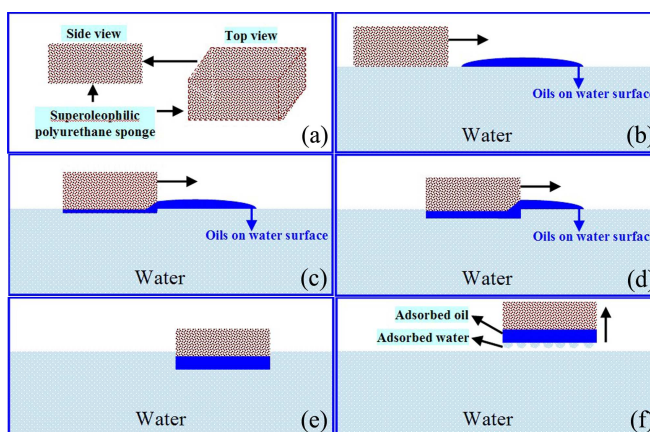 Side view
Top view
Superoleophilic
polyurethane sponge
(a)
Oils on water surface
Water
(b)
Oils on water surface
Water
(c)
Oils on water surface
Water
(d)
Water
(e)
Adsorbed oil
Adsorbed water
Water
(f)